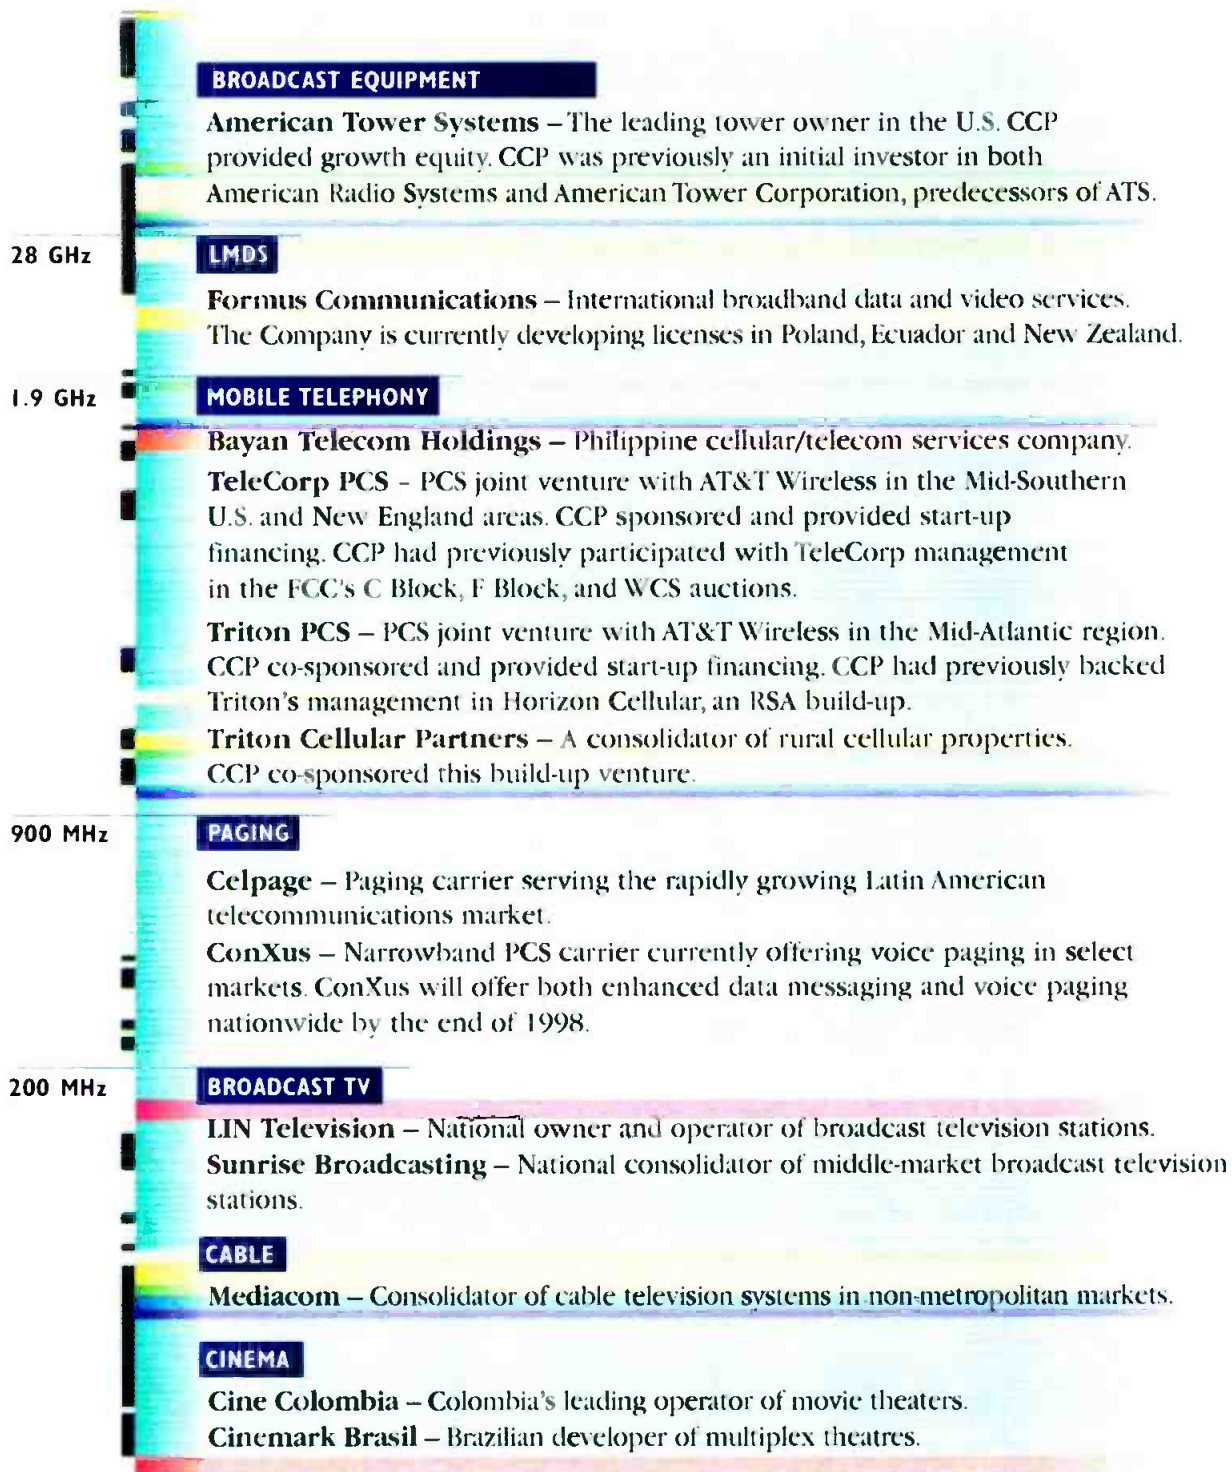 BROADCAST EQUIPMENT
American Tower Systems – The leading tower owner in the U.S. CCP
provided growth equity. CCP was previously an initial investor in both
American Radio Systems and American Tower Corporation, predecessors of ATS.
28 GHz LMDS
Formus Communications – International broadband data and video services.
The Company is currently developing licenses in Poland, Ecuador and New Zealand.
1.9 GHz MOBILE TELEPHONY
Bayan Telecom Holdings – Philippine cellular/telecom services company.
TeleCorp PCS - PCS joint venture with AT&T Wireless in the Mid-Southern
U.S. and New England areas. CCP sponsored and provided start-up
financing. CCP had previously participated with TeleCorp management
in the FCC's C Block, F Block, and WCS auctions.
Triton PCS – PCS joint venture with AT&T Wireless in the Mid-Atlantic region.
CCP co-sponsored and provided start-up financing. CCP had previously backed
Triton's management in Horizon Cellular, an RSA build-up.
Triton Cellular Partners – A consolidator of rural cellular properties.
CCP co-sponsored this build-up venture.
900 MHz PAGING
Celpage – Paging carrier serving the rapidly growing Latin American
telecommunications market.
ConXus – Narrowband PCS carrier currently offering voice paging in select
markets. ConXus will offer both enhanced data messaging and voice paging
nationwide by the end of 1998.
200 MHz BROADCAST TV
LIN Television – National owner and operator of broadcast television stations.
Sunrise Broadcasting – National consolidator of middle-market broadcast television
stations.
CABLE
Mediacom – Consolidator of cable television systems in non-metropolitan markets.
CINEMA
Cine Colombia – Colombia's leading operator of movie theaters.
Cinemark Brasil – Brazilian developer of multiplex theatres.